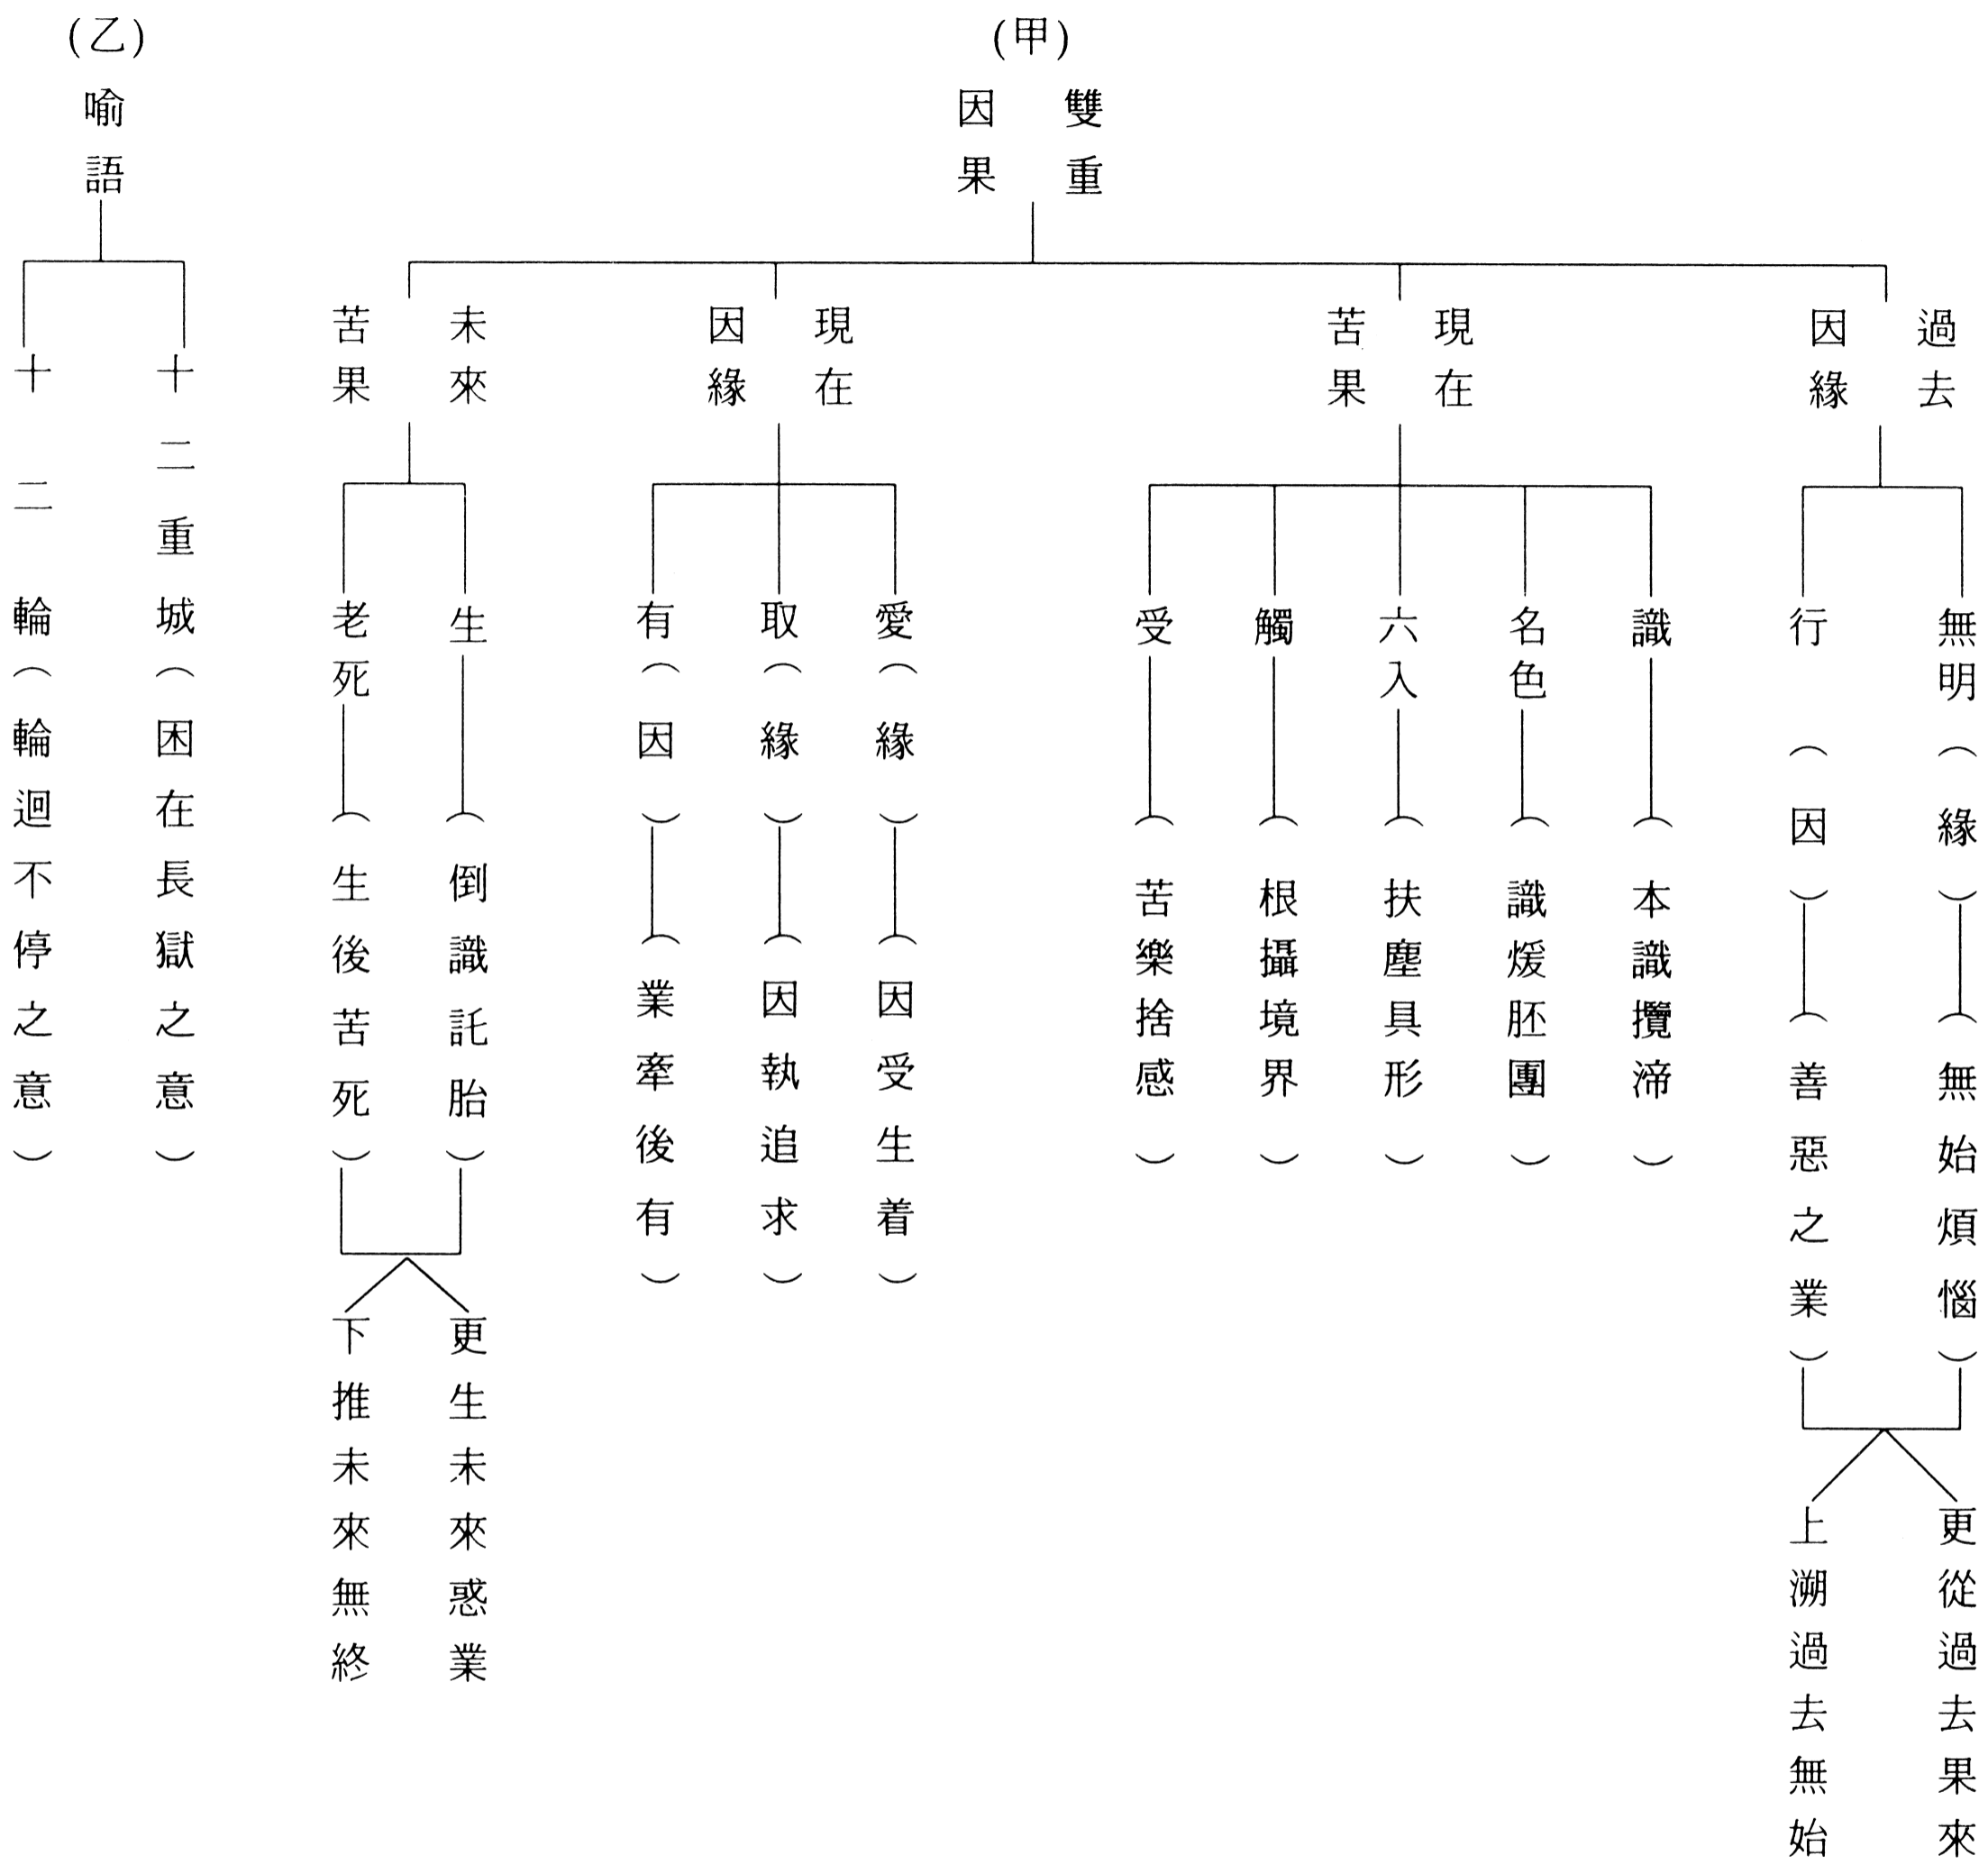 (甲)
雙重
因果
過去
因緣
無明（緣）（無始煩惱）
行（因）（善惡之業）
更從過去果來
上溯過去無始
現在
苦果
識（本識攬渧）
名色（識煖胚團）
六入（扶塵具形）
觸（根攝境界）
受（苦樂捨感）
現在
因緣
愛（緣）（因受生着）
取（緣）（因執追求）
有（因）（業牽後有）
未來
苦果
生（倒識託胎）
老死（生後苦死）
更生未來惑業
下推未來無終
(乙)
喻語
十二重城（困在長獄之意）
十二輪（輪迴不停之意）